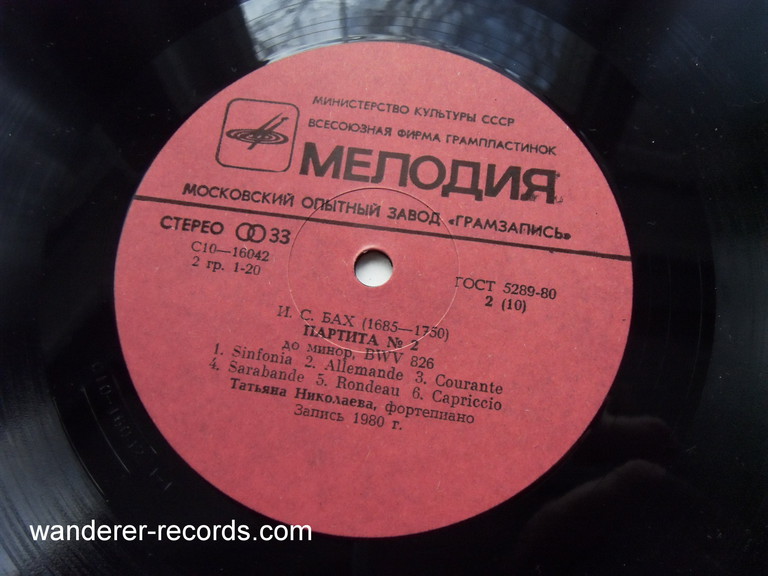 МИНИСТЕРСТВО КУЛЬТУРЫ СССР
ВСЕСОЮЗНАЯ ФИРМА ГРАМПЛАСТИНОК
МЕЛОДИЯ
МОСКОВСКИЙ ОПЫТНЫЙ ЗАВОД «ГРАМЗАПИСЬ»
СТЕРЕО 33
С10—16042
2 гр. 1-20
ГОСТ 5289-80
2 (10)
И. С. БАХ (1685—1750)
ПАРТИТА № 2
до минор, BWV 826
1. Sinfonia 2. Allemande 3. Courante
4. Sarabande 5. Rondeau 6. Capriccio
Татьяна Николаева, фортепиано
Запись 1980 г.
wanderer-records.com